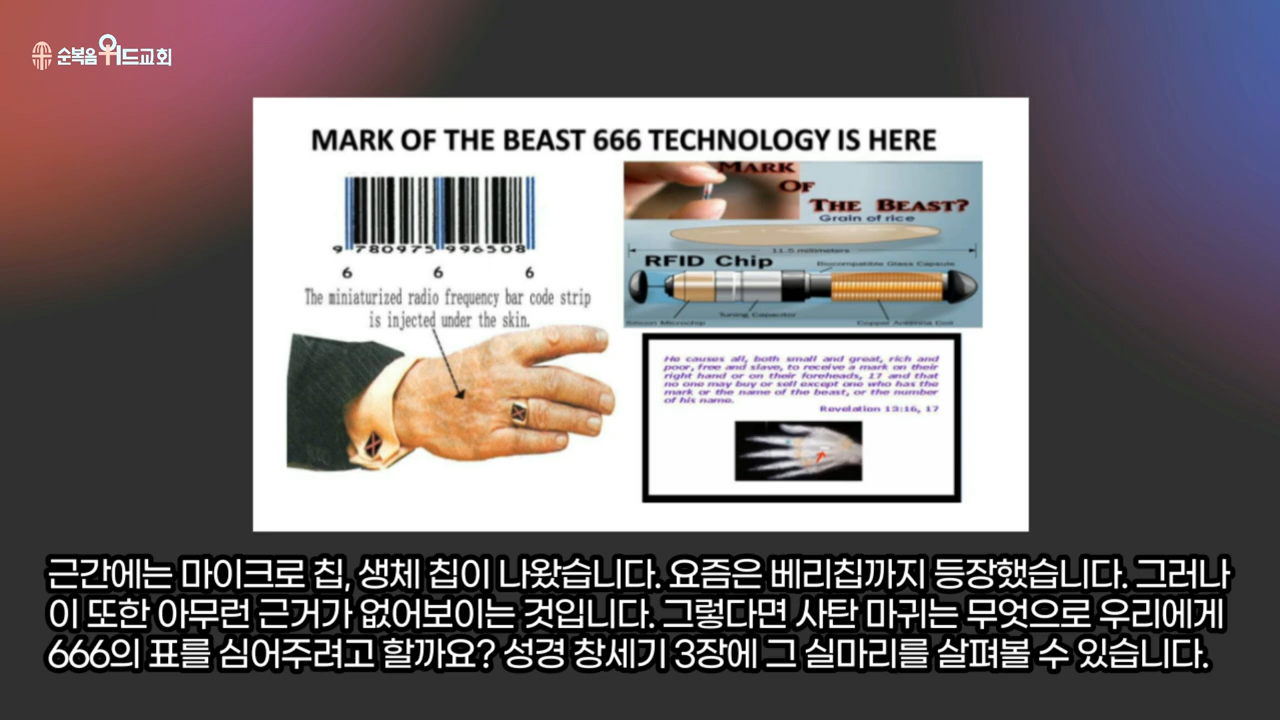 순복음워드교회
MARK OF THE BEAST 666 TECHNOLOGY IS HERE
9 780975 996508
6 6 6
The miniaturized radio frequency bar code strip
is injected under the skin.
MARK
OF
THE BEAST?
Grain of rice
11.5 millimeters
RFID Chip
Biocompatible Glass Capsule
Silicon Microchip
Tuning Capacitor
Copper Antenna Coil
He causes all, both small and great, rich and
poor, free and slave, to receive a mark on their
right hand or on their foreheads, 17 and that
no one may buy or sell except one who has the
mark or the name of the beast, or the number
of his name.
Revelation 13:16, 17
근간에는 마이크로 칩, 생체 칩이 나왔습니다. 요즘은 베리칩까지 등장했습니다. 그러나
이 또한 아무런 근거가 없어보이는 것입니다. 그렇다면 사탄 마귀는 무엇으로 우리에게
666의 표를 심어주려고 할까요? 성경 창세기 3장에 그 실마리를 살펴볼 수 있습니다.